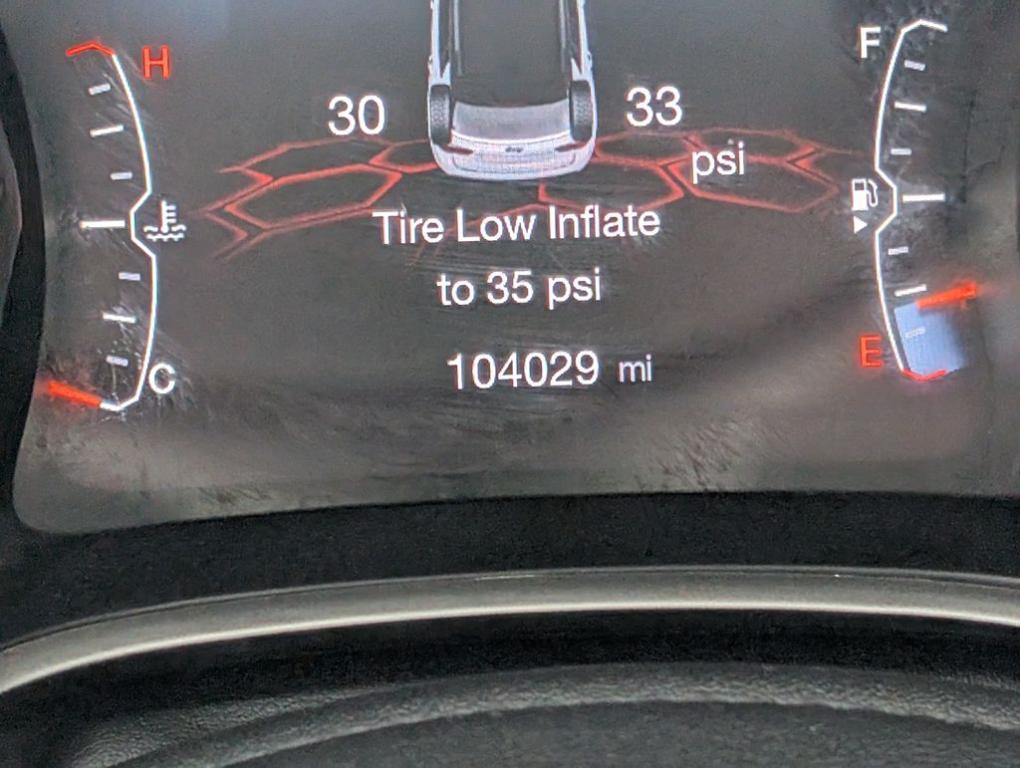 H
F
30
33
psi
Tire Low Inflate
to 35 psi
E
104029 mi
C